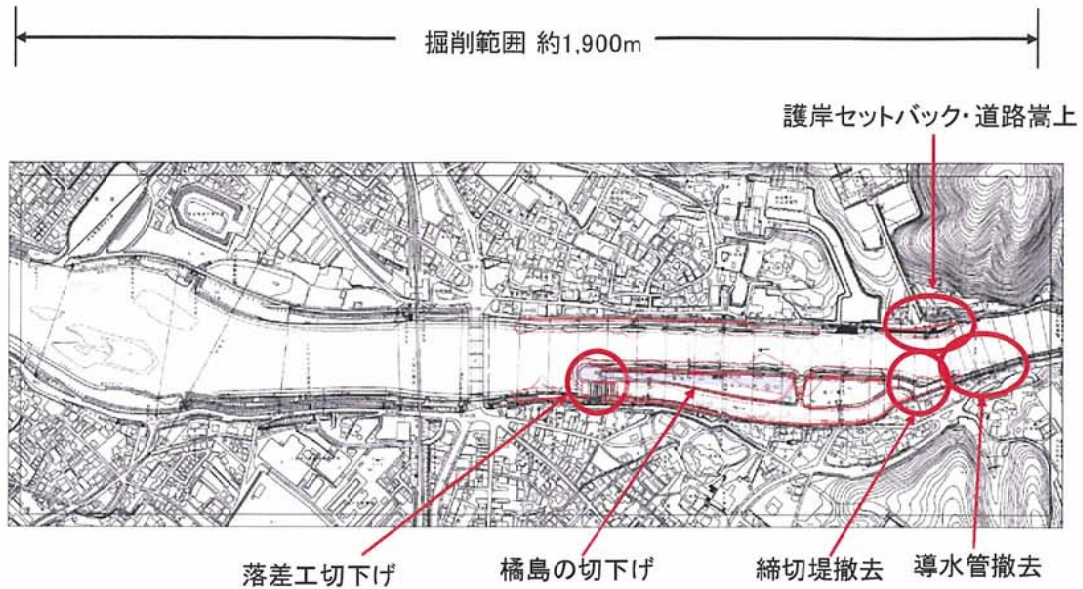 掘削範囲 約1,900m
護岸セットバック・道路嵩上
落差工切下げ
橘島の切下げ
締切堤撤去
導水管撤去